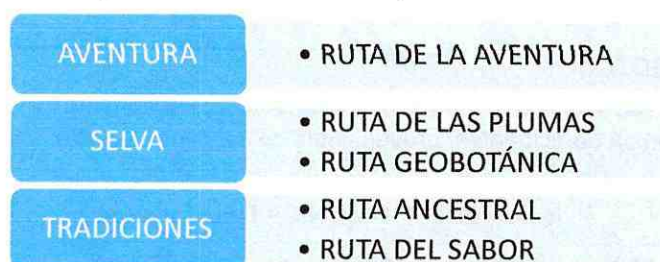 AVENTURA
• RUTA DE LA AVENTURA
SELVA
• RUTA DE LAS PLUMAS
• RUTA GEOBOTÁNICA
TRADICIONES
• RUTA ANCESTRAL
• RUTA DEL SABOR